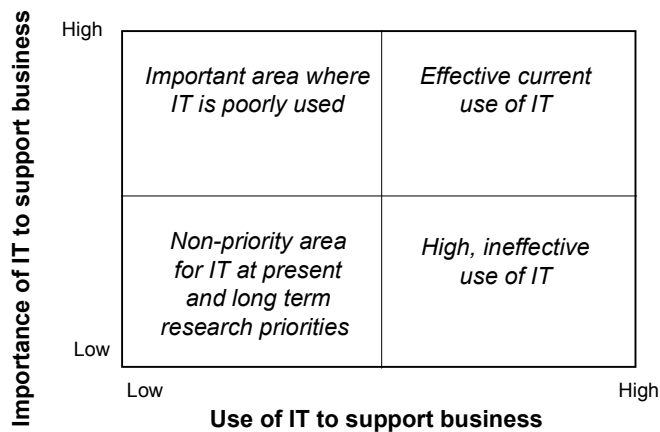 Importance of IT to support business
High
Important area where
IT is poorly used
Effective current
use of IT
Non-priority area
for IT at present
and long term
research priorities
High, ineffective
use of IT
Low
Low
High
Use of IT to support business